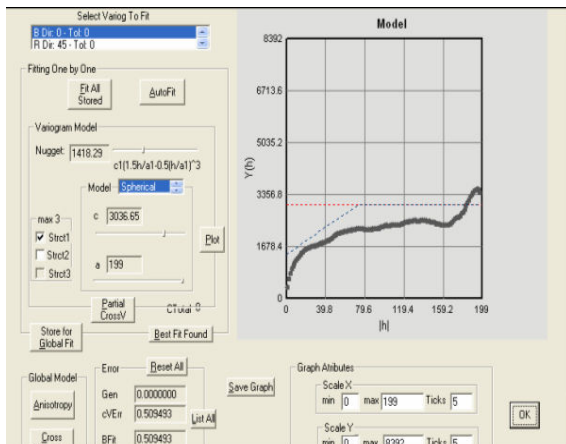 Select Variog To Fit
B Dir: 0 - Tol: 0
R Dir: 45 - Tol: 0
Fitting One by One
Fit All Stored
AutoFit
Variogram Model
Nugget: 1418.29
c1(1.5h/a1-0.5(h/a1)^3
Model Spherical
max 3
Strct1
Strct2
Strct3
c 3036.65
a 199
Plot
Partial CrossV
CTotal 0
Store for Global Fit
Best Fit Found
Global Model
Anisotropy
Cross
Error
Reset All
Gen 0.0000000
cVErr 0.509493
BFit 0.509493
List All
Save Graph
Model
8392
6713.6
5035.2
3356.8
1678.4
0
Y(h)
0 39.8 79.6 119.4 159.2 199
|h|
Graph Atributes
Scale X
min 0 max 199 Ticks 5
Scale Y
min 0 max 8392 Ticks 5
OK